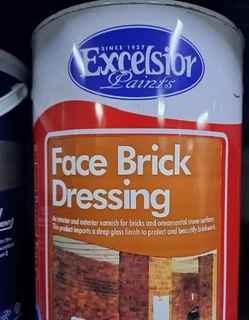 SINCE 1937
Excelsior
Paints
Face Brick
Dressing
An interior and exterior varnish for bricks and ornamental stone surfaces.
This product imparts a deep gloss finish to protect and beautify brickwork.